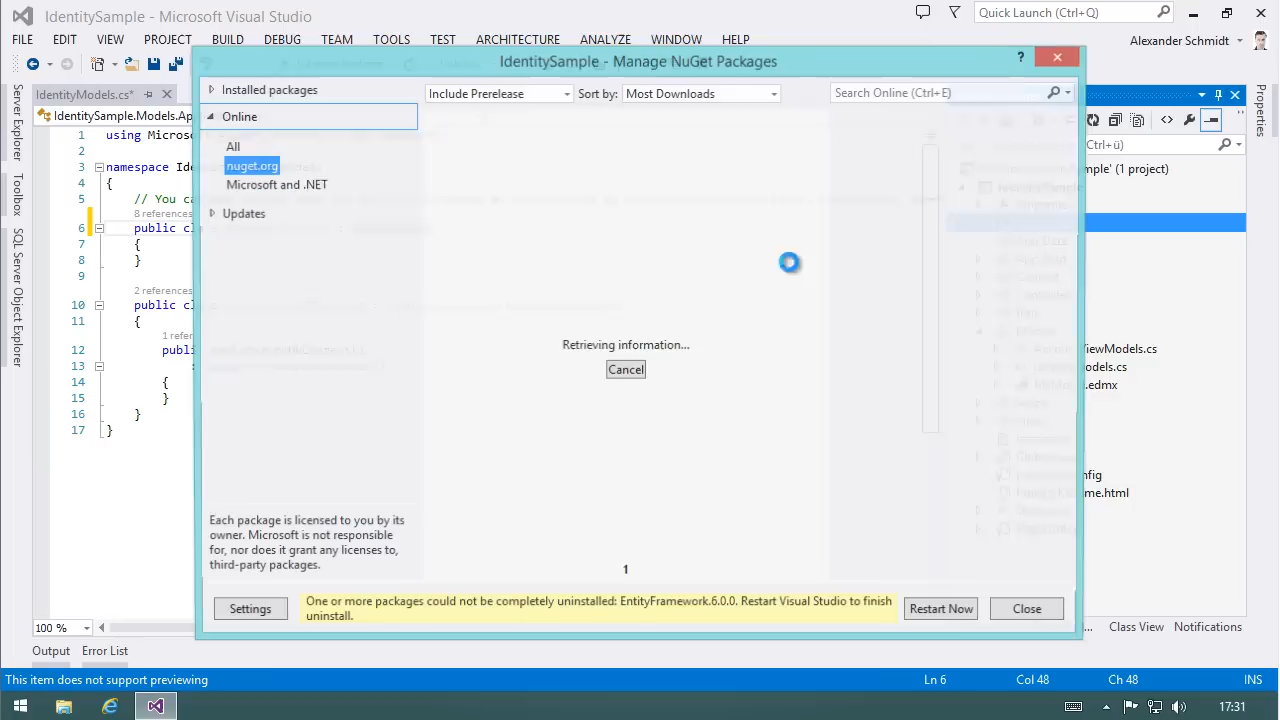 IdentitySample - Microsoft Visual Studio
Quick Launch (Ctrl+Q)
FILE EDIT VIEW PROJECT BUILD DEBUG TEAM TOOLS TEST ARCHITECTURE ANALYZE WINDOW HELP
Alexander Schmidt
IdentitySample - Manage NuGet Packages
?
Server Explorer
Toolbox
SQL Server Object Explorer
IdentityModels.cs*
IdentitySample.Models.Ap
1 using Micros
2
3 namespace Ide
4 {
5 // You ca
8 references
6 public cl
7 {
8 }
9
2 references
10 public cl
11 {
1 refer
12 publi
13 :
14 {
15 }
16 }
17 }
Installed packages
Online
All
nuget.org
Microsoft and .NET
Updates
Each package is licensed to you by its
owner. Microsoft is not responsible
for, nor does it grant any licenses to,
third-party packages.
Include Prerelease
Sort by: Most Downloads
Search Online (Ctrl+E)
Retrieving information...
Cancel
1
Settings
One or more packages could not be completely uninstalled: EntityFramework.6.0.0. Restart Visual Studio to finish
uninstall.
Restart Now
Close
Ctrl+ü)
' (1 project)
ViewModels.cs
odels.cs
.edmx
fig
me.html
Properties
... Class View Notifications
100 %
Output Error List
This item does not support previewing
Ln 6 Col 48 Ch 48 INS
17:31